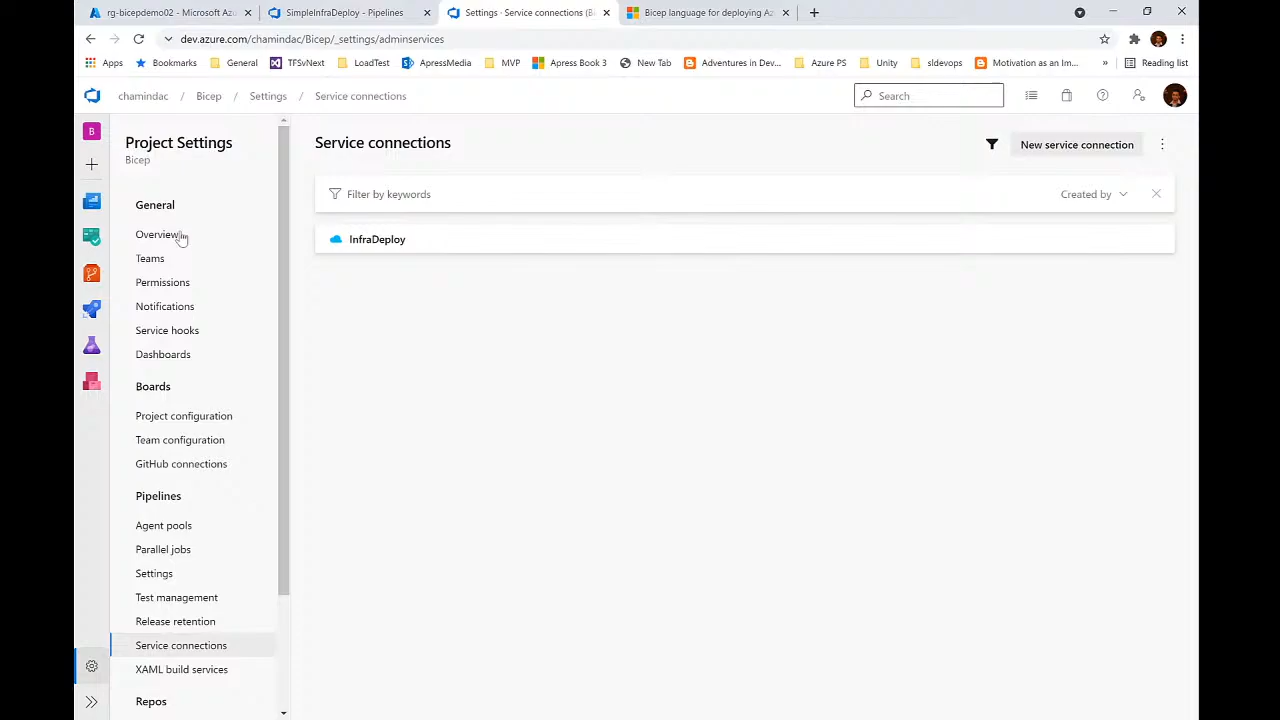 rg-bicepdemo02 - Microsoft Azu
SimpleInfraDeploy - Pipelines
Settings - Service connections (Bi
Bicep language for deploying Az
dev.azure.com/chamindac/Bicep/_settings/adminservices
Apps
Bookmarks
General
TFSvNext
LoadTest
ApressMedia
MVP
Apress Book 3
New Tab
Adventures in Dev...
Azure PS
Unity
sldevops
Motivation as an Im...
»
Reading list
chamindac / Bicep / Settings / Service connections
Search
B
Project Settings
Bicep
General
Overview
Teams
Permissions
Notifications
Service hooks
Dashboards
Boards
Project configuration
Team configuration
GitHub connections
Pipelines
Agent pools
Parallel jobs
Settings
Test management
Release retention
Service connections
XAML build services
Repos
Service connections
New service connection
Filter by keywords
Created by
InfraDeploy